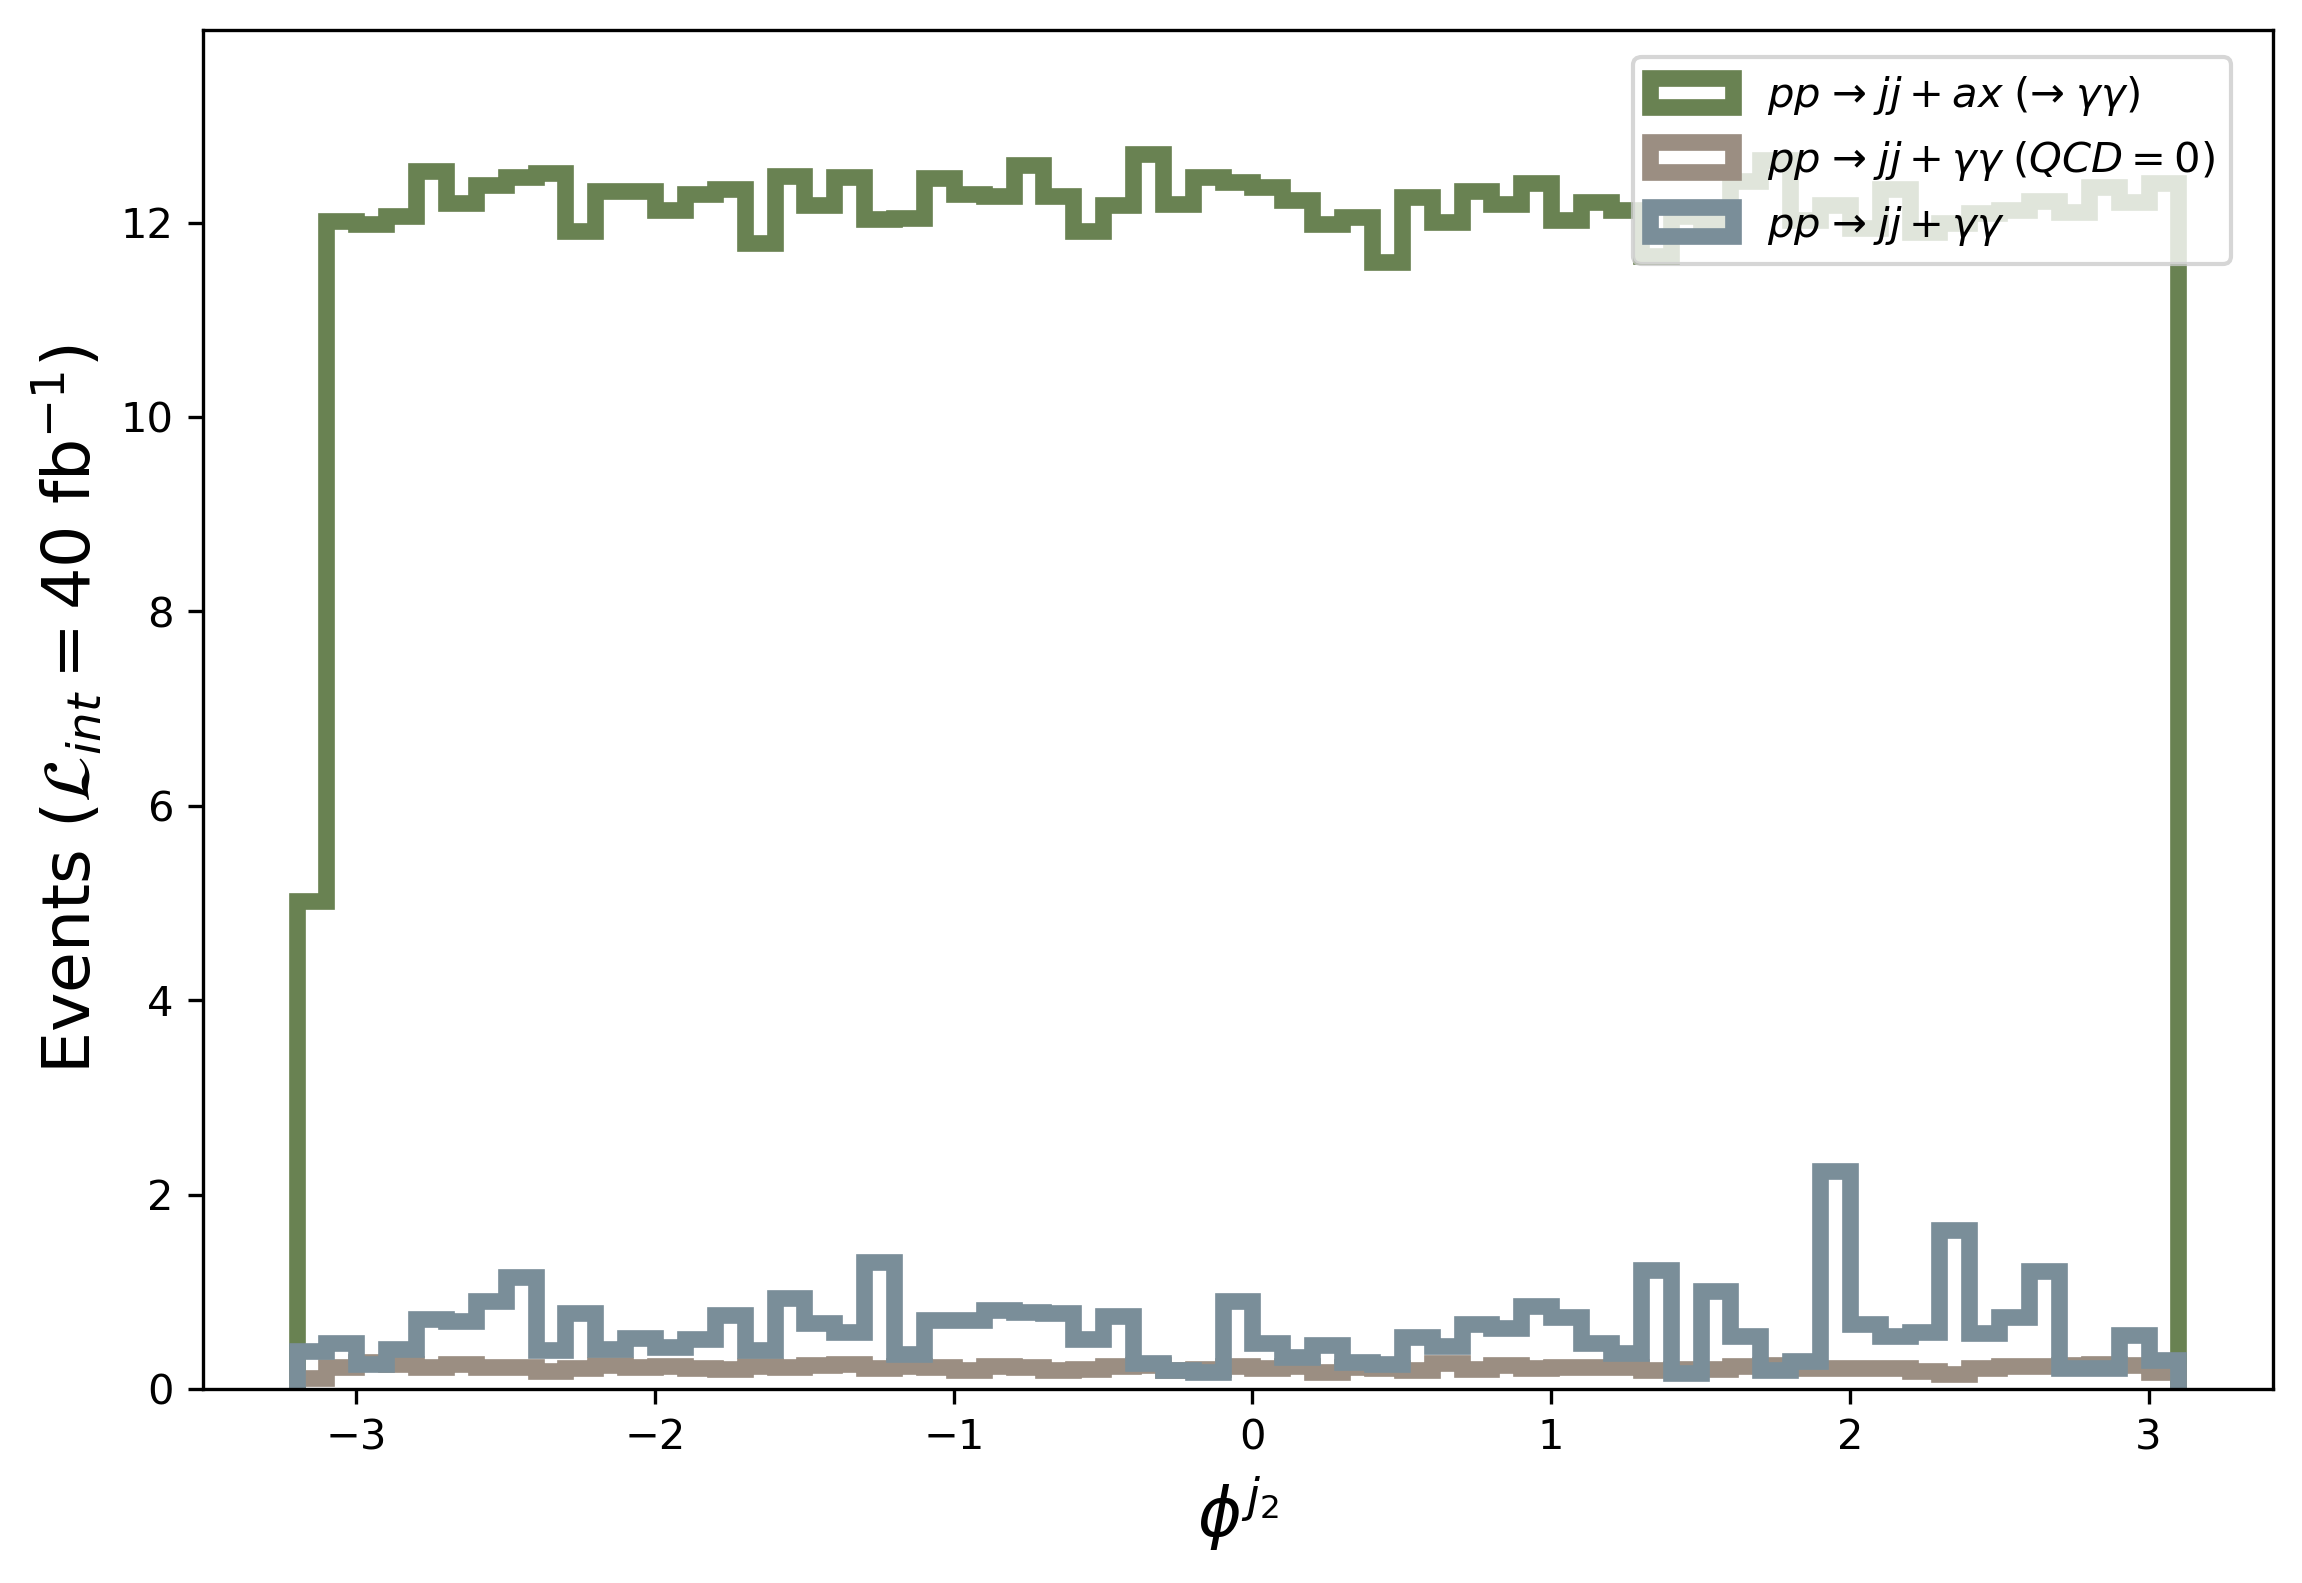 pp → jj + ax (→ γγ)
pp → jj + γγ (QCD = 0)
pp → jj + γγ
Events (ℒ_int = 40 fb⁻¹)
12
10
8
6
4
2
0
−3 −2 −1 0 1 2 3
ϕ^{j₂}